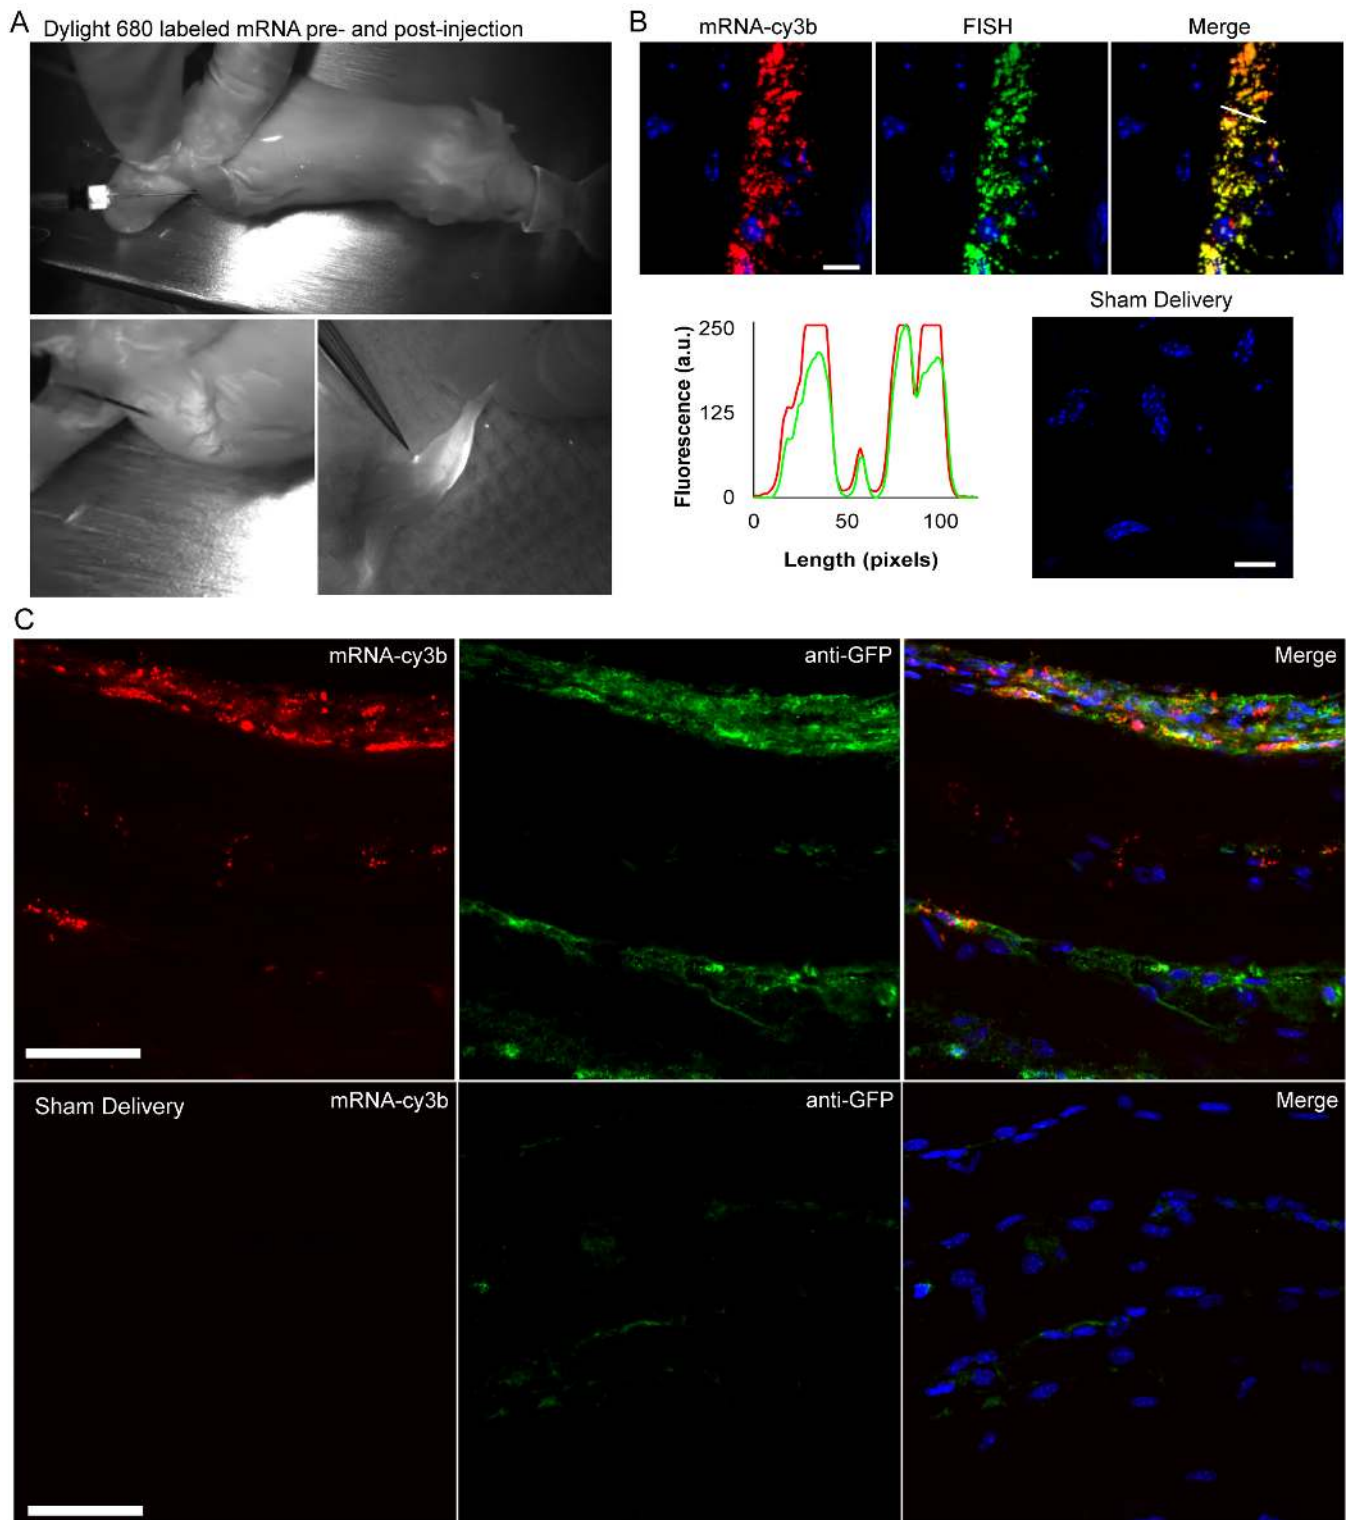 A
Dylight 680 labeled mRNA pre- and post-injection
B
mRNA-cy3b
FISH
Merge
250
125
0
Fluorescence (a.u.)
0
50
100
Length (pixels)
Sham Delivery
C
mRNA-cy3b
anti-GFP
Merge
Sham Delivery
mRNA-cy3b
anti-GFP
Merge